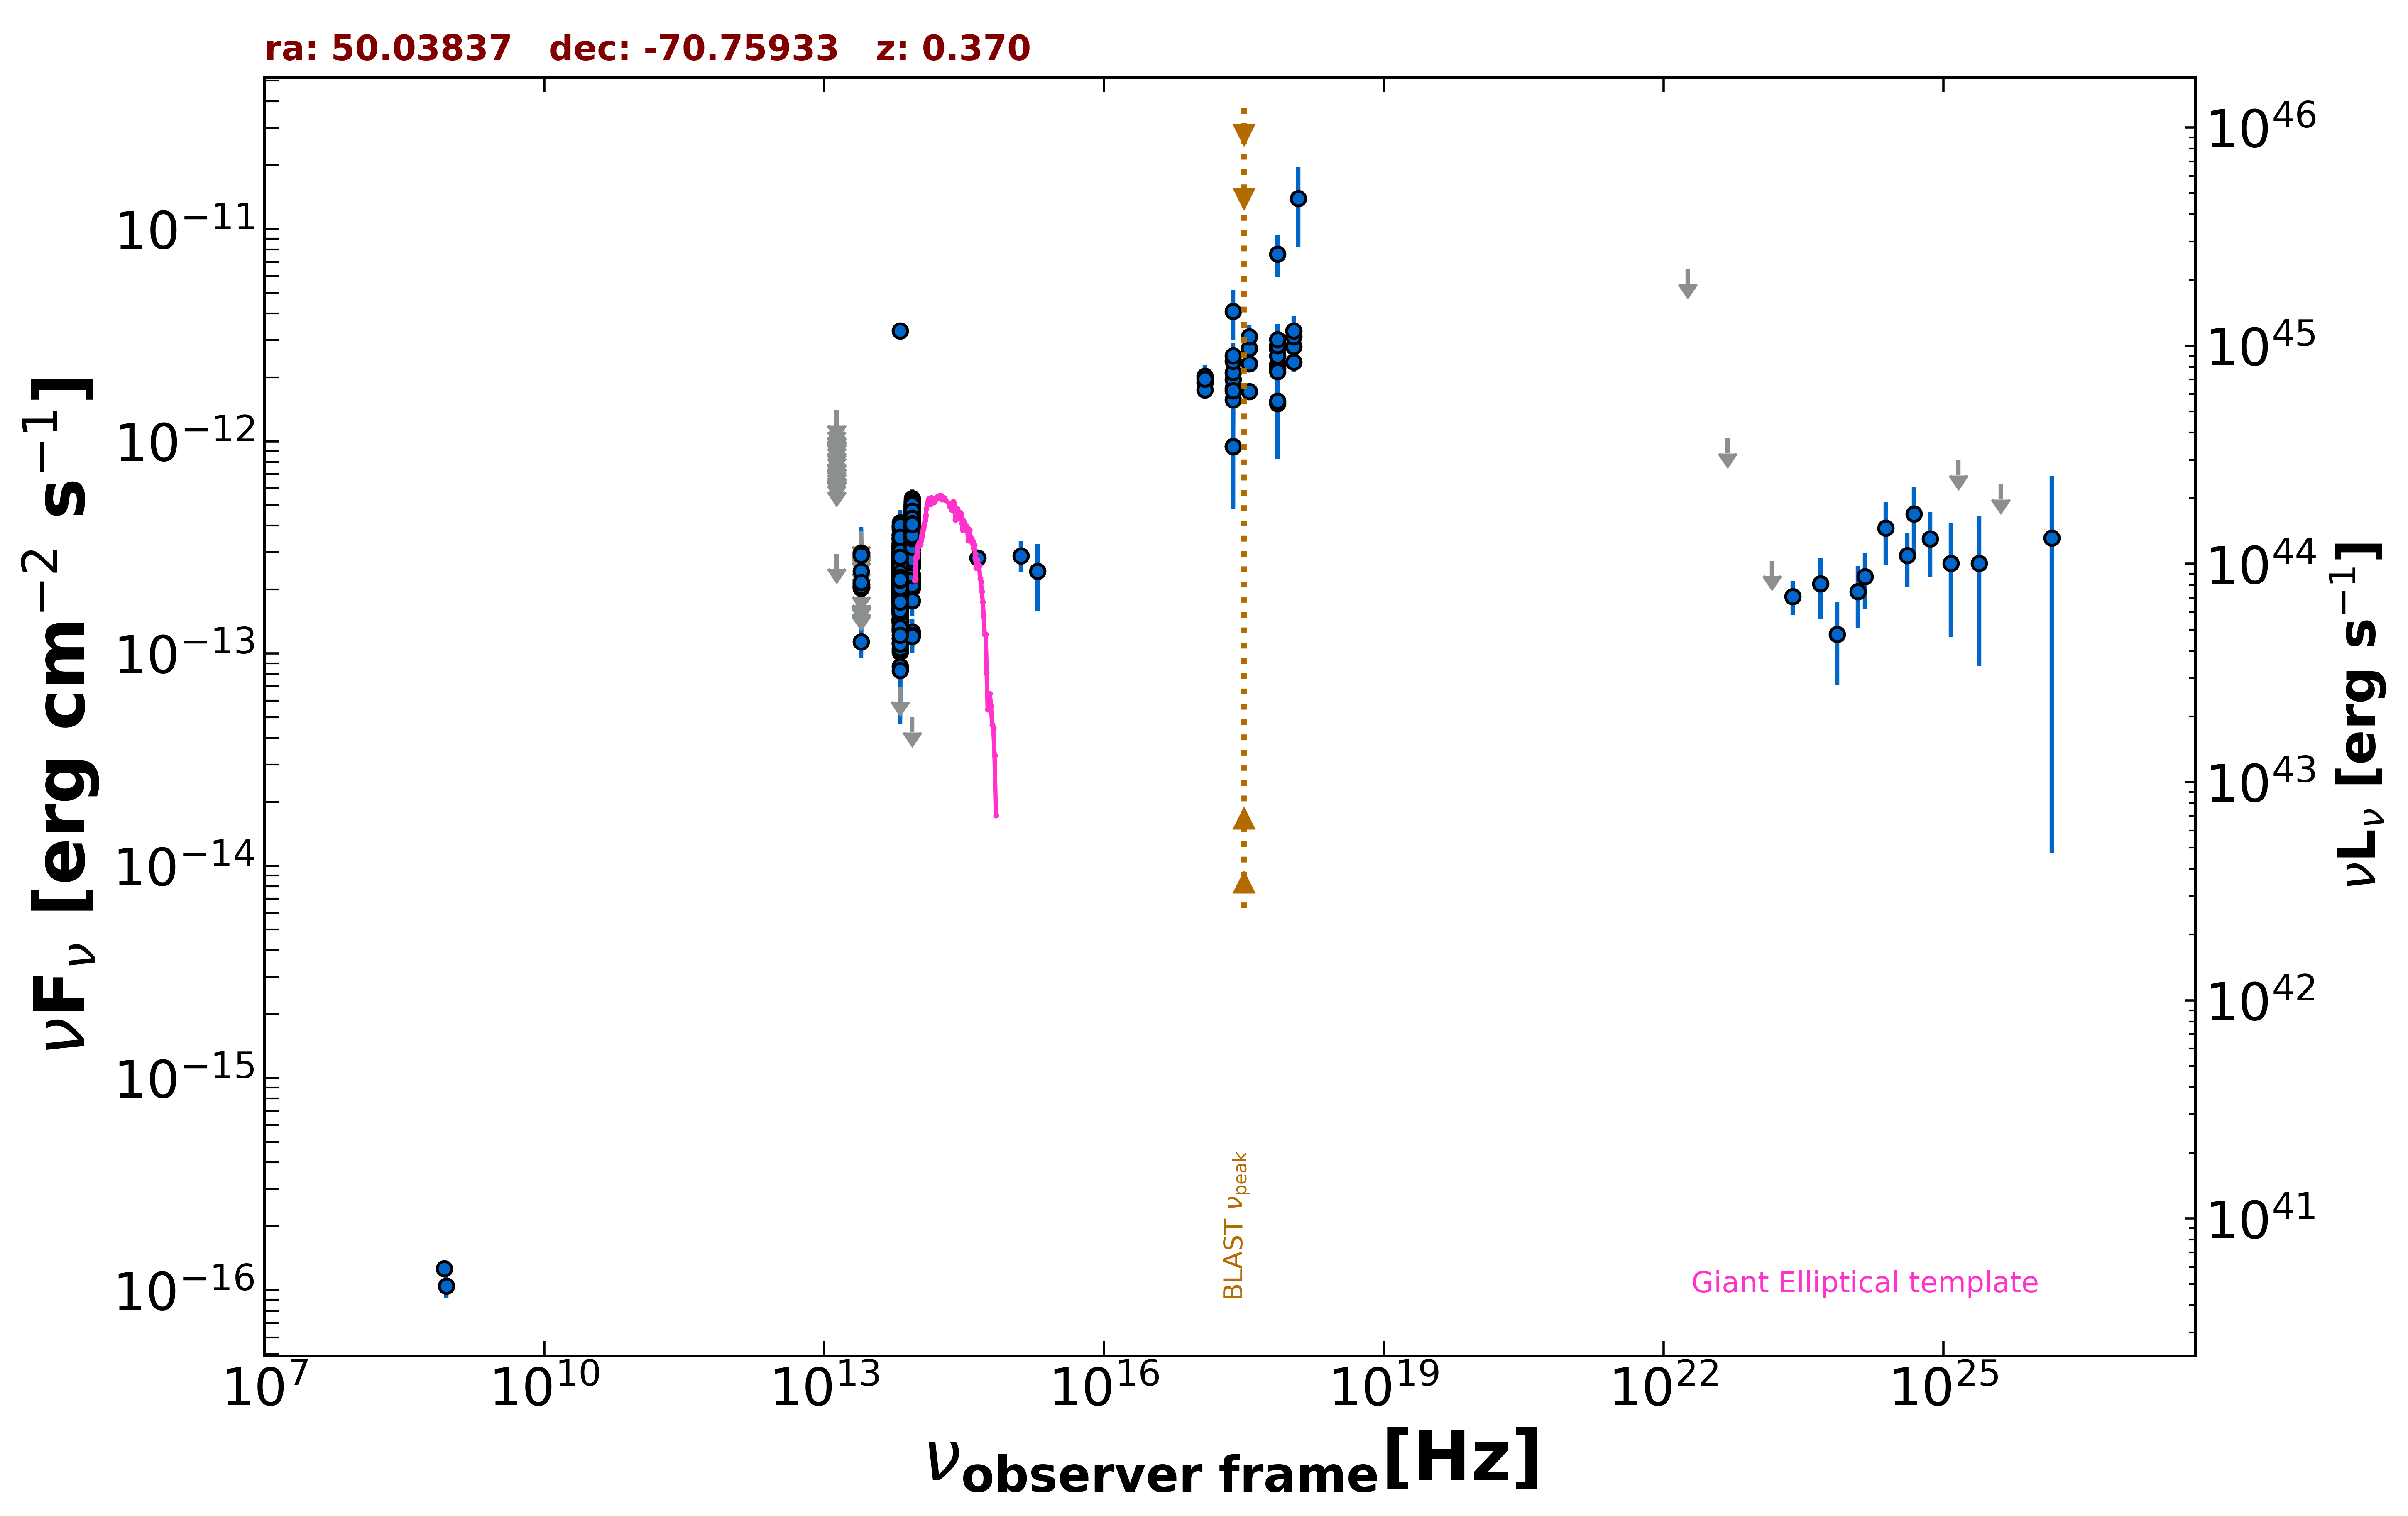 ra: 50.03837 dec: -70.75933 z: 0.370
νFν [erg cm−2 s−1]
10−11
10−12
10−13
10−14
10−15
10−16
10^46
10^45
10^44
10^43
10^42
10^41
νLν [erg s−1]
BLAST νpeak
Giant Elliptical template
10^7 10^10 10^13 10^16 10^19 10^22 10^25
νobserver frame[Hz]